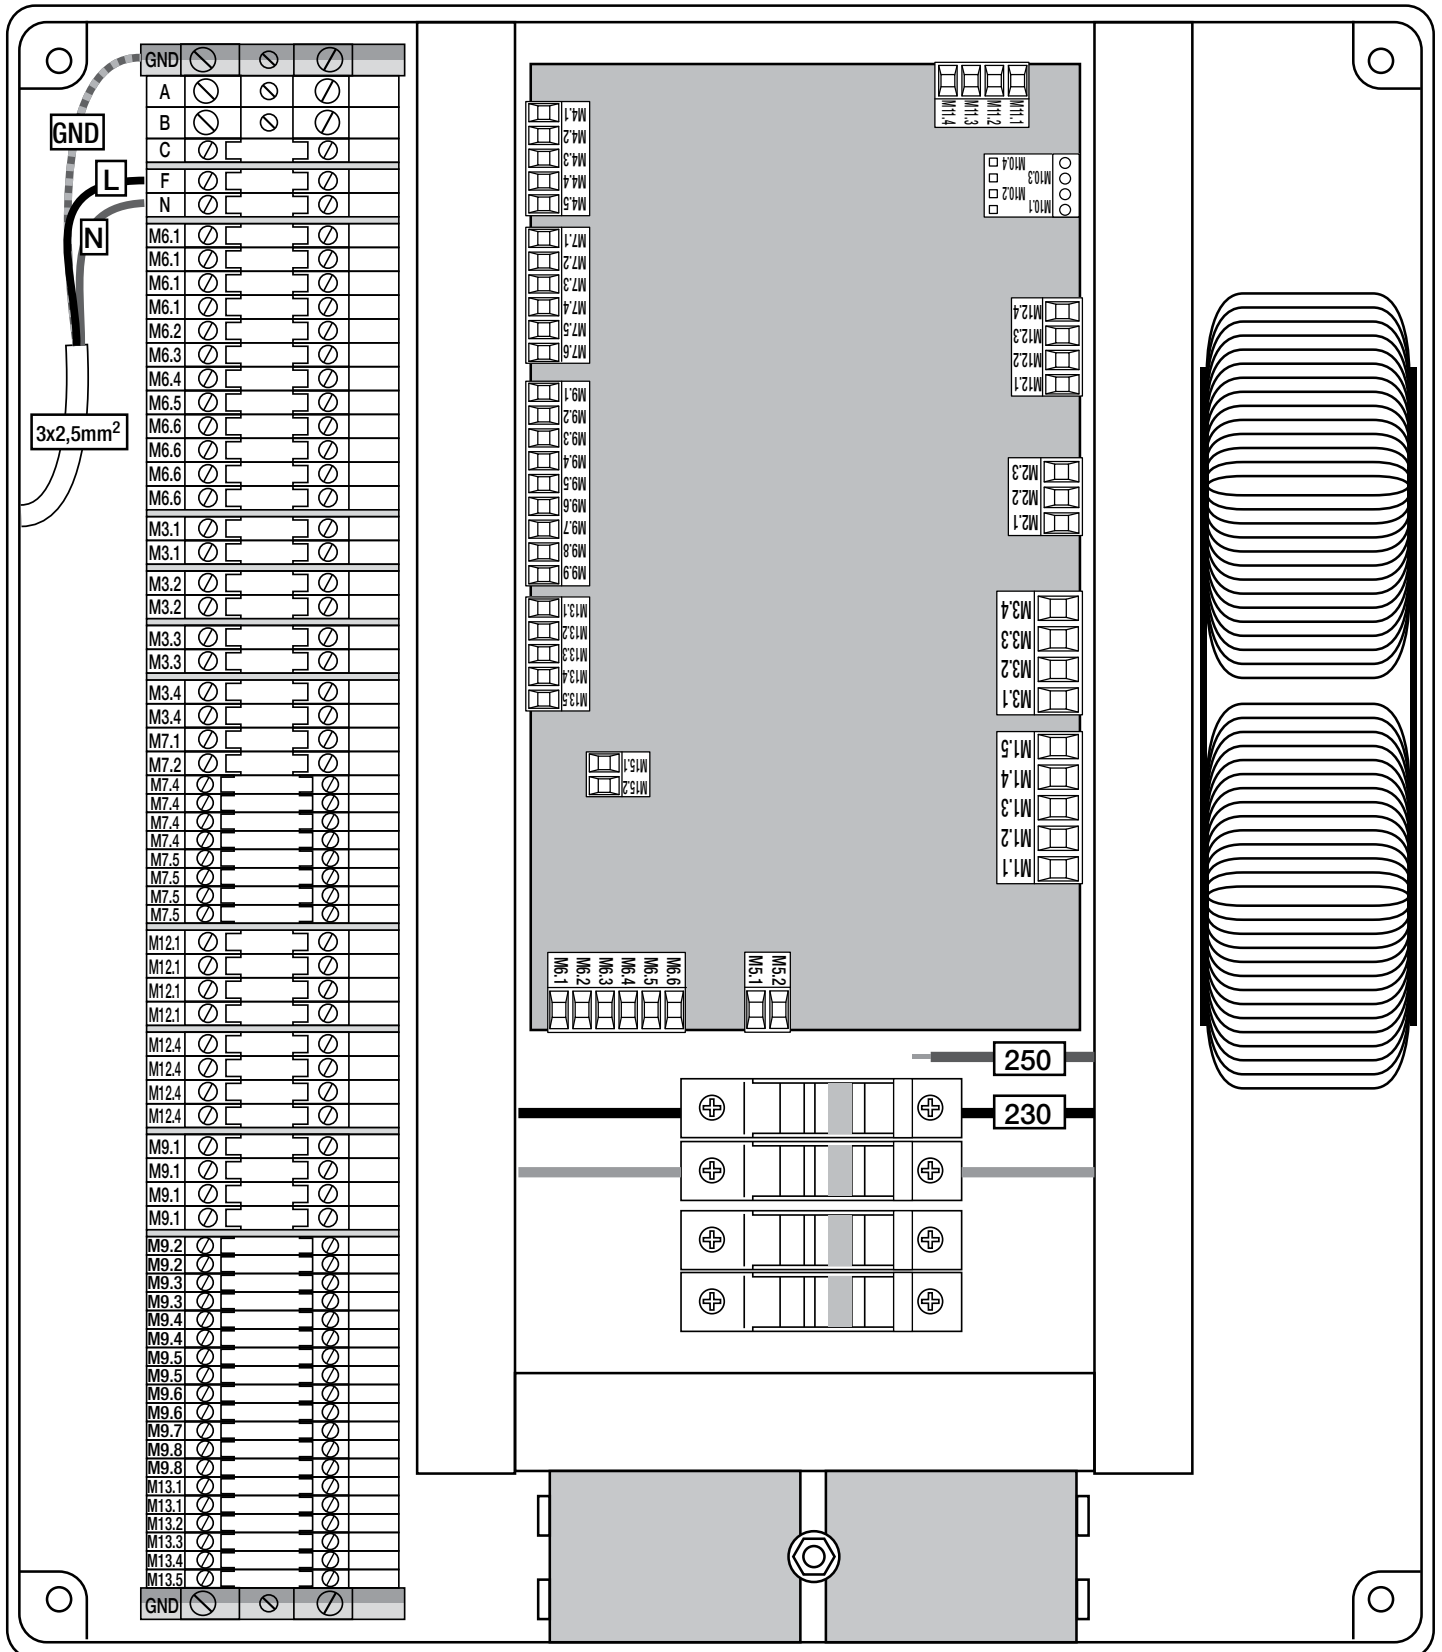 GND
A
B
C
F
N
M6.1
M6.1
M6.1
M6.1
M6.2
M6.3
M6.4
M6.5
M6.6
M6.6
M6.6
M6.6
M3.1
M3.1
M3.2
M3.2
M3.3
M3.3
M3.4
M3.4
M7.1
M7.2
M7.4
M7.4
M7.4
M7.4
M7.5
M7.5
M7.5
M7.5
M12.1
M12.1
M12.1
M12.1
M12.4
M12.4
M12.4
M12.4
M9.1
M9.1
M9.1
M9.1
M9.2
M9.2
M9.3
M9.3
M9.4
M9.4
M9.5
M9.5
M9.6
M9.6
M9.7
M9.8
M9.8
M13.1
M13.1
M13.2
M13.3
M13.4
M13.5
GND
GND
L
N
3x2,5mm²
M4.1
M4.2
M4.3
M4.4
M4.5
M7.1
M7.2
M7.3
M7.4
M7.5
M7.6
M9.1
M9.2
M9.3
M9.4
M9.5
M9.6
M9.7
M9.8
M9.9
M13.1
M13.2
M13.3
M13.4
M13.5
M15.1
M15.2
M6.1
M6.2
M6.3
M6.4
M6.5
M6.6
M5.1
M5.2
M11.4
M11.3
M11.2
M11.1
M10.4
M10.3
M10.2
M10.1
M12.4
M12.3
M12.2
M12.1
M2.3
M2.2
M2.1
M3.4
M3.3
M3.2
M3.1
M1.5
M1.4
M1.3
M1.2
M1.1
250
230